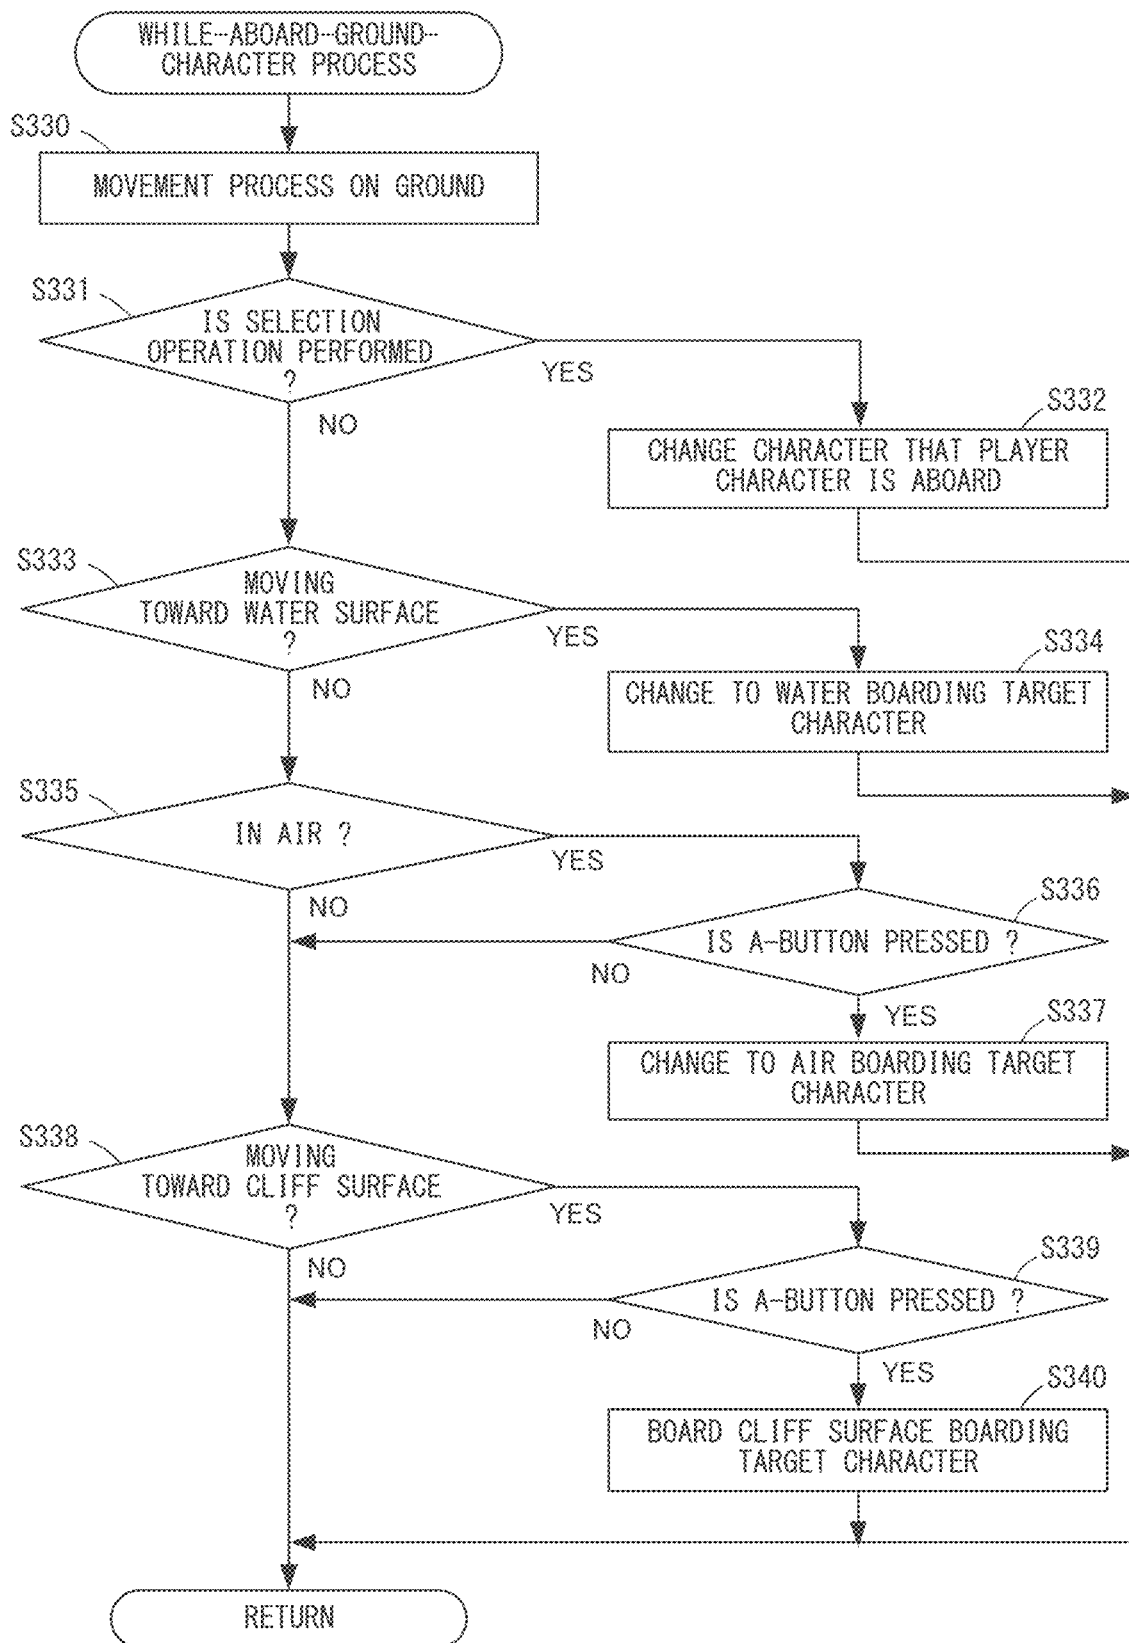 WHILE-ABOARD-GROUND-
CHARACTER PROCESS
S330
MOVEMENT PROCESS ON GROUND
S331
IS SELECTION
OPERATION PERFORMED
?
YES
NO
S332
CHANGE CHARACTER THAT PLAYER
CHARACTER IS ABOARD
S333
MOVING
TOWARD WATER SURFACE
?
YES
NO
S334
CHANGE TO WATER BOARDING TARGET
CHARACTER
S335
IN AIR ?
YES
NO
S336
IS A-BUTTON PRESSED ?
NO
YES
S337
CHANGE TO AIR BOARDING TARGET
CHARACTER
S338
MOVING
TOWARD CLIFF SURFACE
?
YES
NO
S339
IS A-BUTTON PRESSED ?
NO
YES
S340
BOARD CLIFF SURFACE BOARDING
TARGET CHARACTER
RETURN